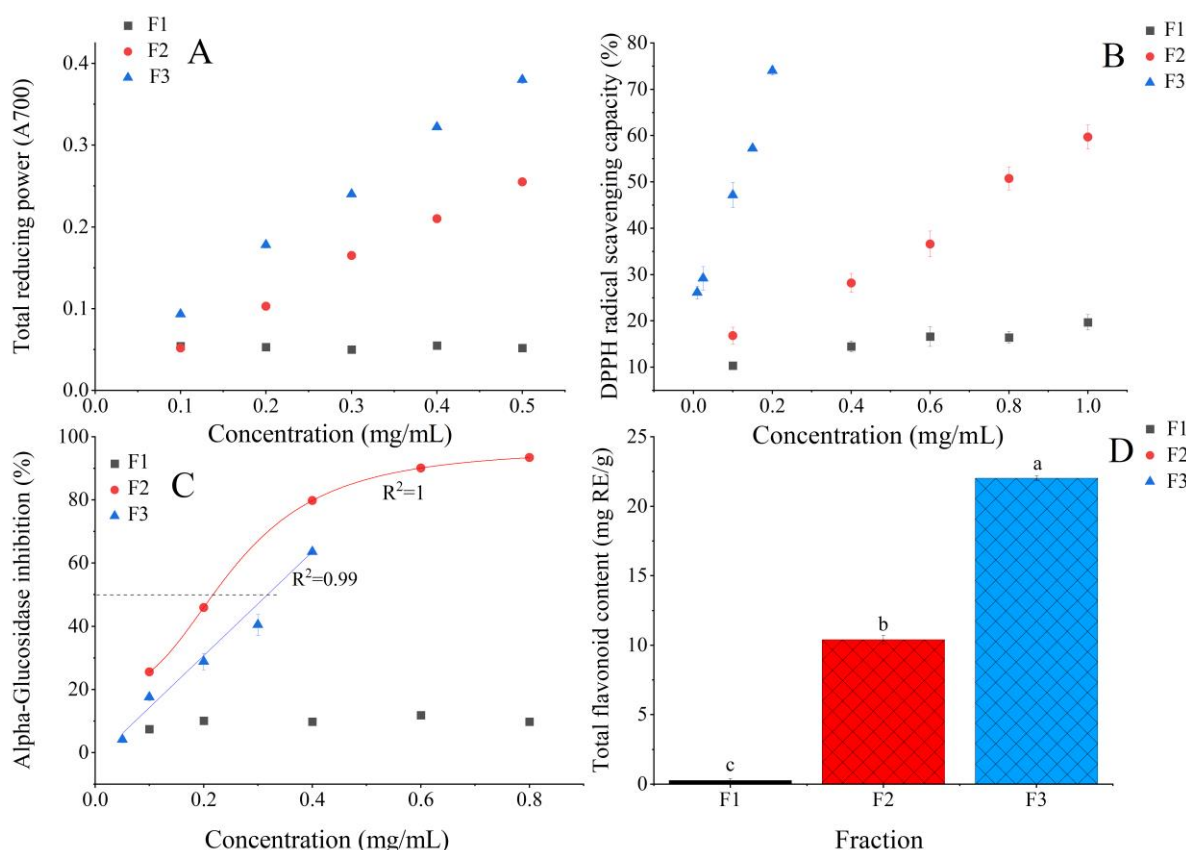 F1
F2
F3
A
Total reducing power (A700)
0.4
0.3
0.2
0.1
0.0
0.0 0.1 0.2 0.3 0.4 0.5
Concentration (mg/mL)
F1
F2
F3
B
DPPH radical scavenging capacity (%)
80
70
60
50
40
30
20
10
0.0 0.2 0.4 0.6 0.8 1.0
Concentration (mg/mL)
F1
F2
F3
C
Alpha-Glucosidase inhibition (%)
100
80
60
40
20
0
R²=1
R²=0.99
0.0 0.2 0.4 0.6 0.8
Concentration (mg/mL)
F1
F2
F3
D
Total flavonoid content (mg RE/g)
25
20
15
10
5
0
a
b
c
F1 F2 F3
Fraction